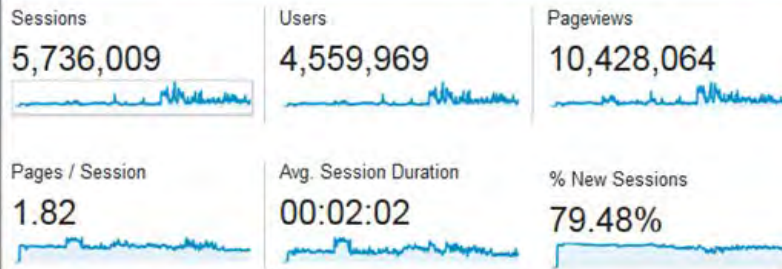 Sessions Users Pageviews
5,736,009 4,559,969 10,428,064
Pages / Session Avg. Session Duration % New Sessions
1.82 00:02:02 79.48%